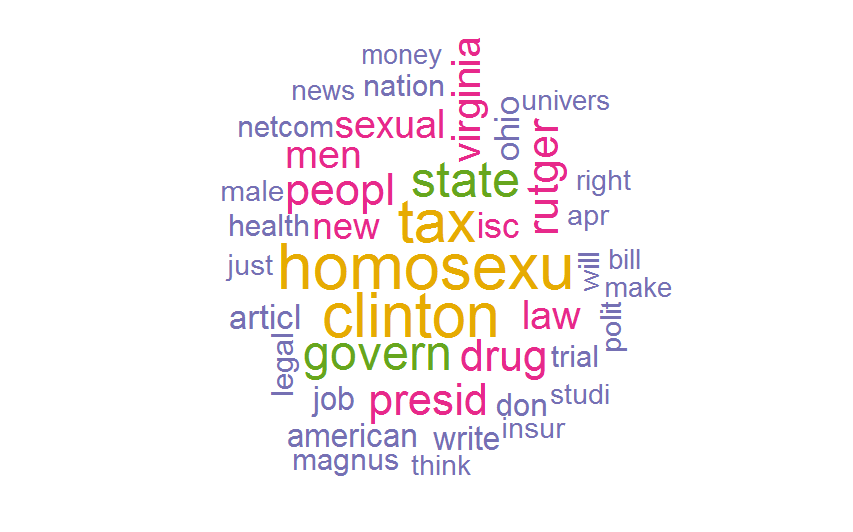 money
virginia
news
nation
ohio
univers
netcom
sexual
men
rutger
male
peopl
state
right
health
new
tax
isc
apr
just
homosexu
will
bill
make
articl
clinton
law
polit
legal
govern
drug
trial
job
presid
don
studi
american
write
insur
magnus
think